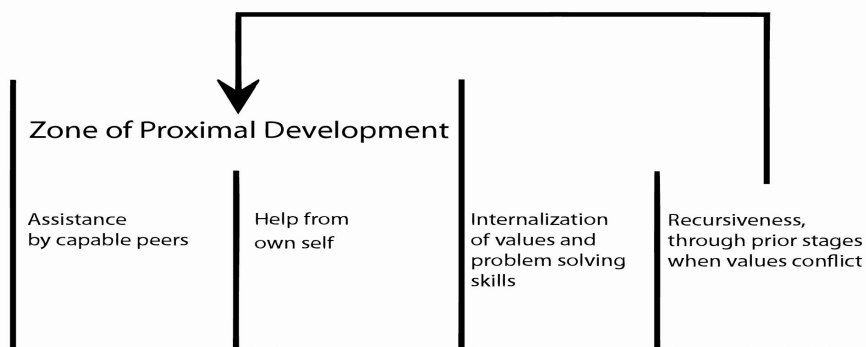 Zone of Proximal Development
Assistance
by capable peers
Help from
own self
Internalization
of values and
problem solving
skills
Recursiveness,
through prior stages
when values conflict